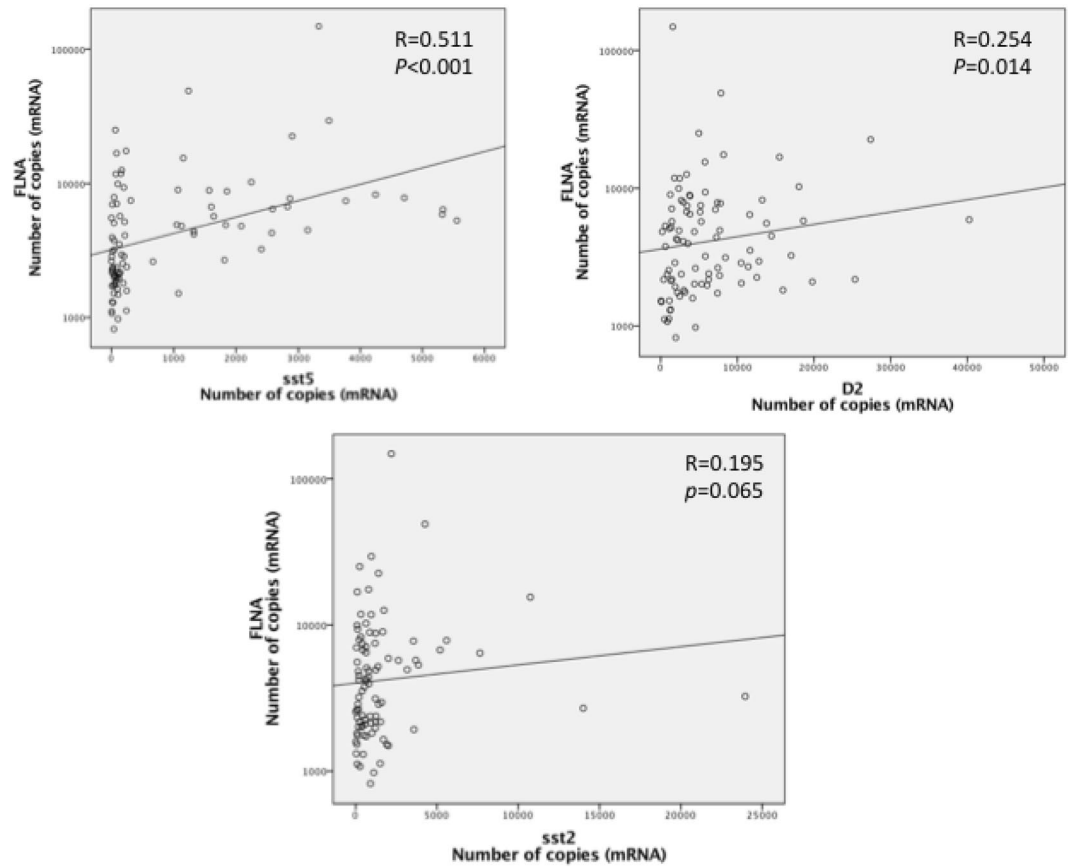 R=0.511
P<0.001
100000
10000
1000
FLNA
Number of copies (mRNA)
0 1000 2000 3000 4000 5000 6000
sst5
Number of copies (mRNA)
R=0.254
P=0.014
100000
10000
1000
FLNA
Numbe of copies (mRNA)
0 10000 20000 30000 40000 50000
D2
Number of copies (mRNA)
R=0.195
p=0.065
100000
10000
1000
FLNA
Number of copies (mRNA)
0 5000 10000 15000 20000 25000
sst2
Number of copies (mRNA)